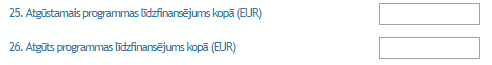 25. Atgūstamais programmas līdzfinansējums kopā (EUR)
26. Atgūts programmas līdzfinansējums kopā (EUR)